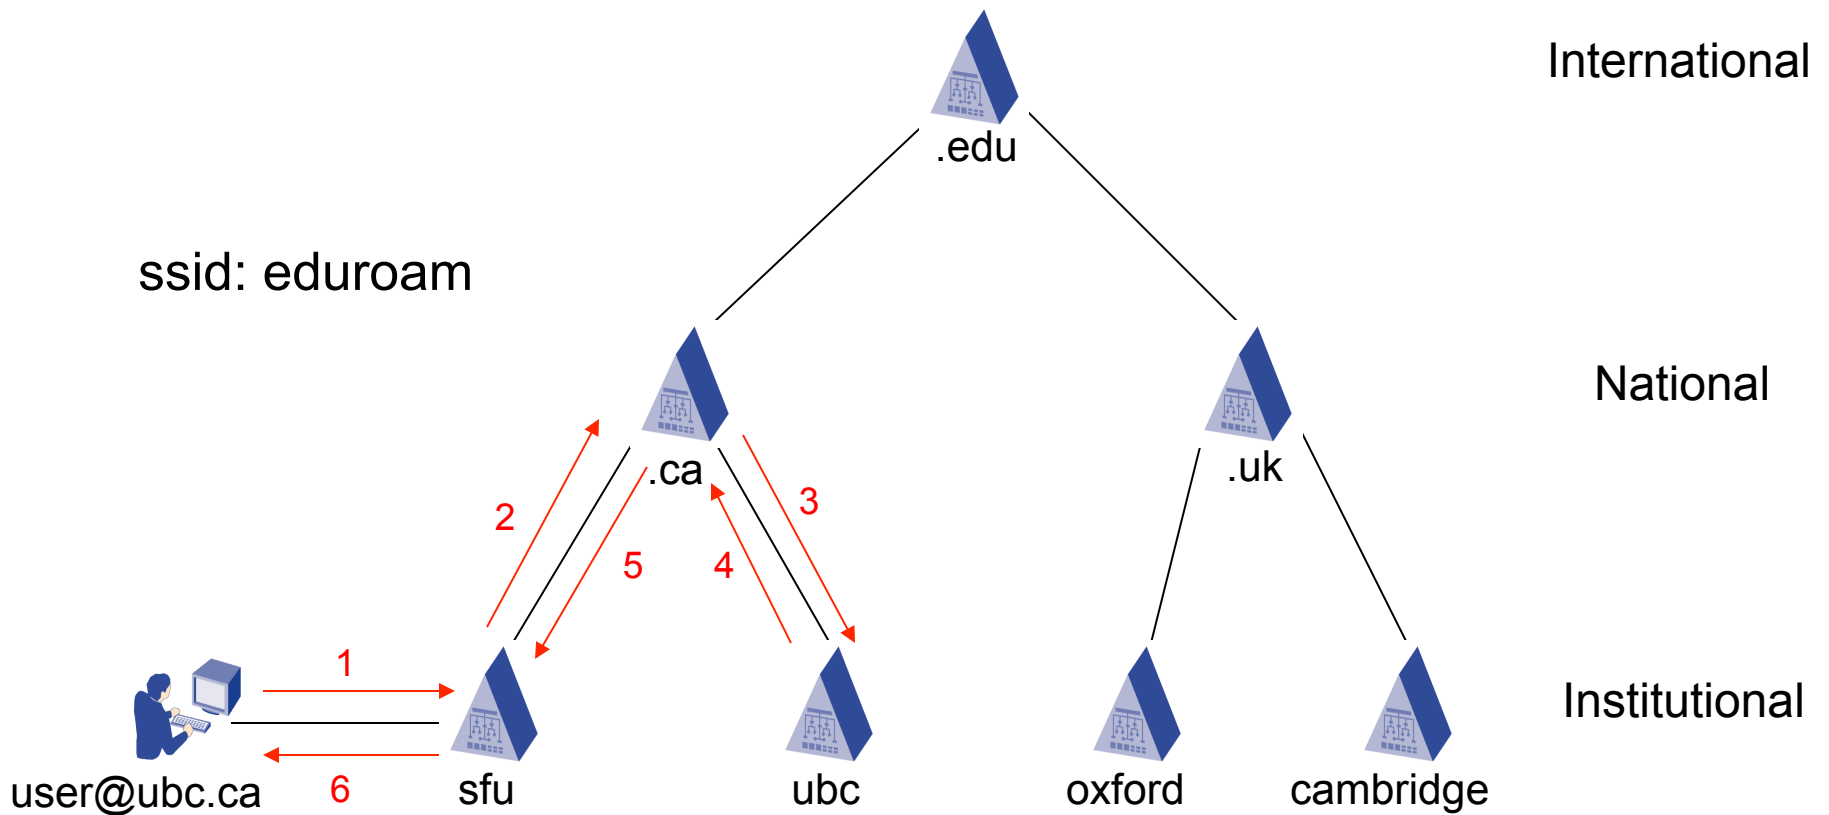 International
.edu
ssid: eduroam
National
.ca
.uk
2
3
5
4
1
Institutional
6
user@ubc.ca
sfu
ubc
oxford
cambridge